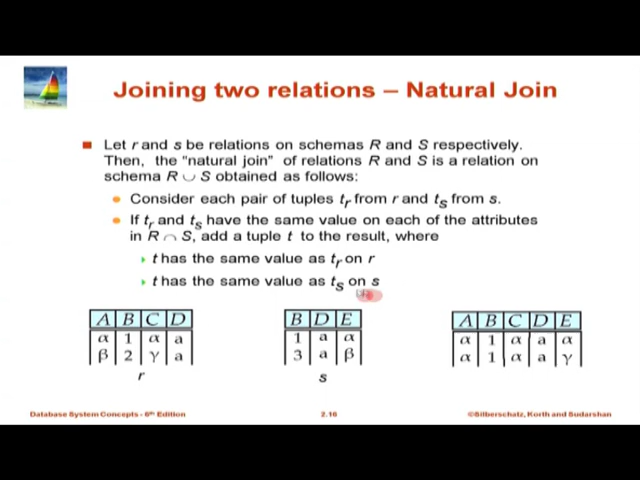 Joining two relations – Natural Join
Let r and s be relations on schemas R and S respectively.
Then, the "natural join" of relations R and S is a relation on
schema R ∪ S obtained as follows:
Consider each pair of tuples tr from r and ts from s.
If tr and ts have the same value on each of the attributes
in R ∩ S, add a tuple t to the result, where
t has the same value as tr on r
t has the same value as ts on s
A B C D
α 1 α a
β 2 γ a
r
B D E
1 a α
3 a β
s
A B C D E
α 1 α a α
α 1 α a γ
Database System Concepts - 6th Edition
2.16
©Silberschatz, Korth and Sudarshan